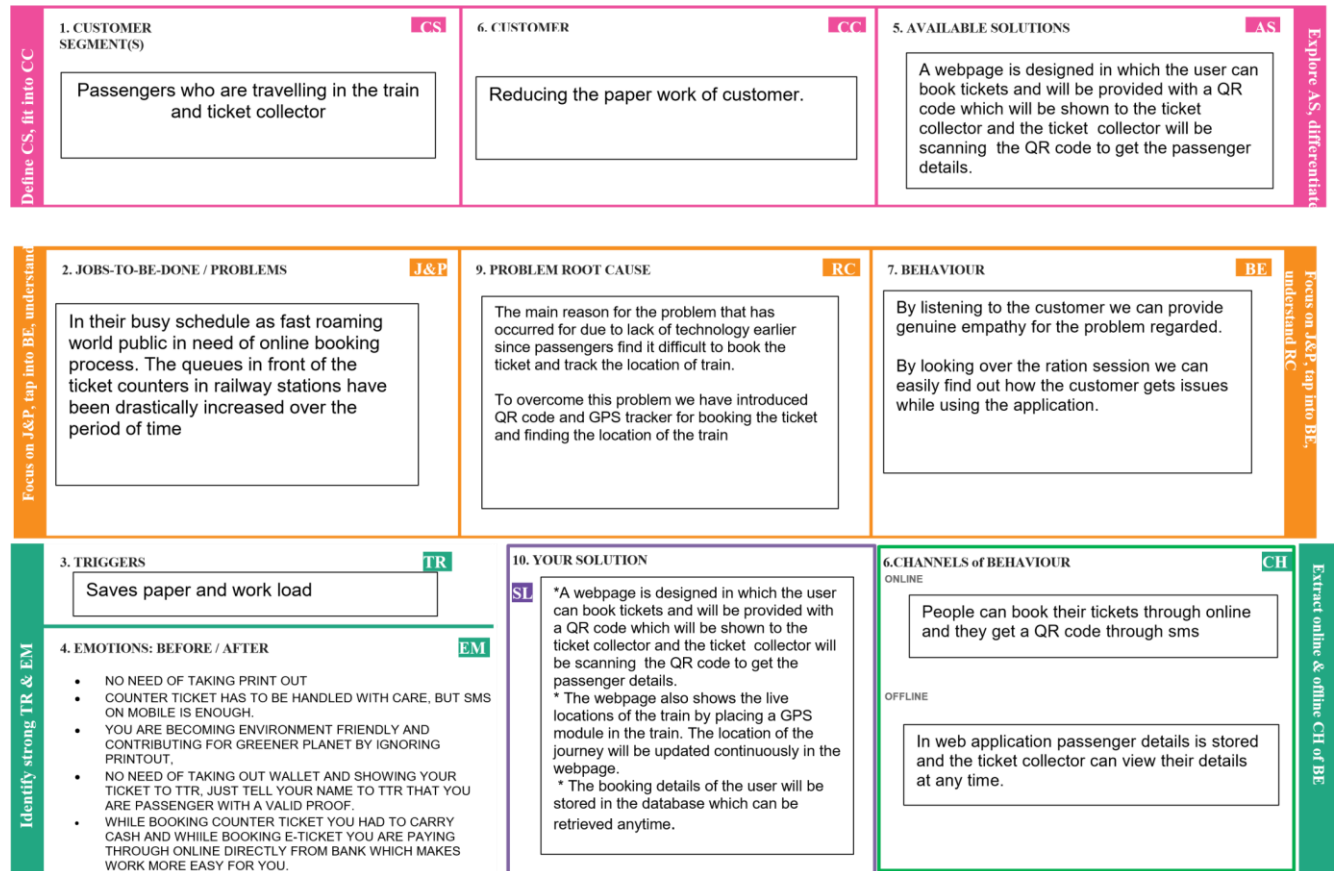 Define CS, fit into CC
1. CUSTOMER
SEGMENT(S)
CS
Passengers who are travelling in the train
and ticket collector
6. CUSTOMER
CC
Reducing the paper work of customer.
5. AVAILABLE SOLUTIONS
AS
A webpage is designed in which the user can
book tickets and will be provided with a QR
code which will be shown to the ticket
collector and the ticket collector will be
scanning the QR code to get the passenger
details.
Explore AS, differentiate
Focus on J&P, tap into BE, understand
2. JOBS-TO-BE-DONE / PROBLEMS
J&P
In their busy schedule as fast roaming
world public in need of online booking
process. The queues in front of the
ticket counters in railway stations have
been drastically increased over the
period of time
9. PROBLEM ROOT CAUSE
RC
The main reason for the problem that has
occurred for due to lack of technology earlier
since passengers find it difficult to book the
ticket and track the location of train.
To overcome this problem we have introduced
QR code and GPS tracker for booking the ticket
and finding the location of the train
7. BEHAVIOUR
BE
By listening to the customer we can provide
genuine empathy for the problem regarded.
By looking over the ration session we can
easily find out how the customer gets issues
while using the application.
Focus on J&P, tap into BE,
understand RC
Identify strong TR & EM
3. TRIGGERS
TR
Saves paper and work load
4. EMOTIONS: BEFORE / AFTER
EM
• NO NEED OF TAKING PRINT OUT
• COUNTER TICKET HAS TO BE HANDLED WITH CARE, BUT SMS
ON MOBILE IS ENOUGH.
• YOU ARE BECOMING ENVIRONMENT FRIENDLY AND
CONTRIBUTING FOR GREENER PLANET BY IGNORING
PRINTOUT,
• NO NEED OF TAKING OUT WALLET AND SHOWING YOUR
TICKET TO TTR, JUST TELL YOUR NAME TO TTR THAT YOU
ARE PASSENGER WITH A VALID PROOF.
• WHILE BOOKING COUNTER TICKET YOU HAD TO CARRY
CASH AND WHIILE BOOKING E-TICKET YOU ARE PAYING
THROUGH ONLINE DIRECTLY FROM BANK WHICH MAKES
WORK MORE EASY FOR YOU.
10. YOUR SOLUTION
SL
*A webpage is designed in which the user
can book tickets and will be provided with
a QR code which will be shown to the
ticket collector and the ticket collector will
be scanning the QR code to get the
passenger details.
* The webpage also shows the live
locations of the train by placing a GPS
module in the train. The location of the
journey will be updated continuously in the
webpage.
* The booking details of the user will be
stored in the database which can be
retrieved anytime.
6.CHANNELS of BEHAVIOUR
CH
ONLINE
People can book their tickets through online
and they get a QR code through sms
OFFLINE
In web application passenger details is stored
and the ticket collector can view their details
at any time.
Extract online & offline CH of BE